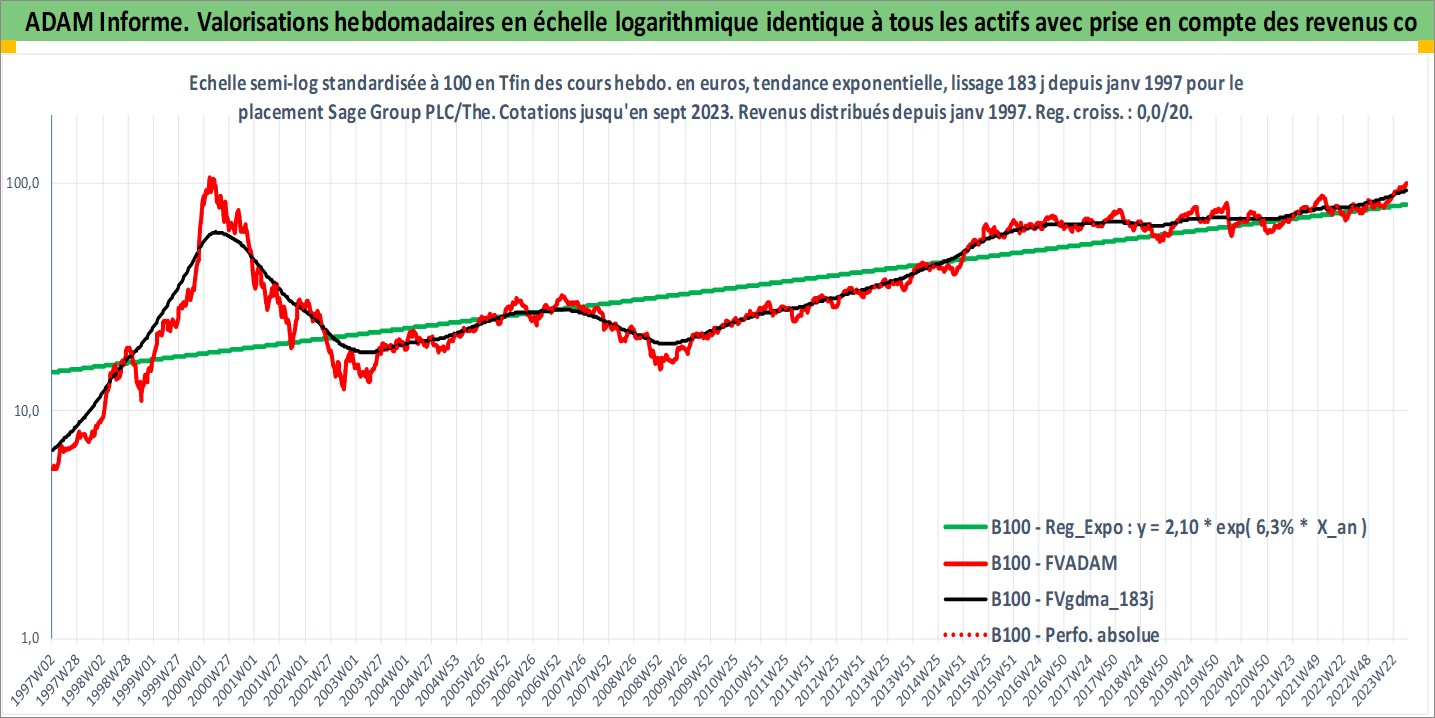 ADAM Informe. Valorisations hebdomadaires en échelle logarithmique identique à tous les actifs avec prise en compte des revenus co
Echelle semi-log standardisée à 100 en Tfin des cours hebdo. en euros, tendance exponentielle, lissage 183 j depuis janv 1997 pour le
placement Sage Group PLC/The. Cotations jusqu'en sept 2023. Revenus distribués depuis janv 1997. Reg. croiss. : 0,0/20.
100,0
10,0
1,0
B100 - Reg_Expo : y = 2,10 * exp( 6,3% * X_an )
B100 - FVADAM
B100 - FVgdma_183j
B100 - Perfo. absolue
1997W02
1997W28
1998W02
1998W28
1999W01
1999W27
2000W01
2000W27
2001W01
2001W27
2002W01
2002W27
2003W01
2003W27
2004W01
2004W27
2004W53
2005W26
2005W52
2006W26
2006W52
2007W26
2007W52
2008W26
2008W52
2009W26
2009W52
2010W25
2010W51
2011W25
2011W51
2012W25
2012W51
2013W25
2013W51
2014W25
2014W51
2015W25
2015W51
2016W24
2016W50
2017W24
2017W50
2018W24
2018W50
2019W24
2019W50
2020W24
2020W50
2021W23
2021W49
2022W22
2022W48
2023W22